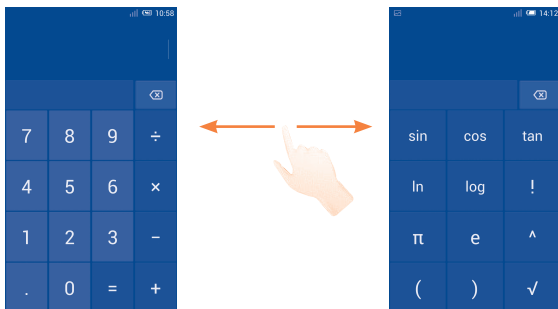 10:58
7 8 9 ÷
4 5 6 ×
1 2 3 −
. 0 = +
14:12
sin cos tan
ln log !
π e ^
( ) √